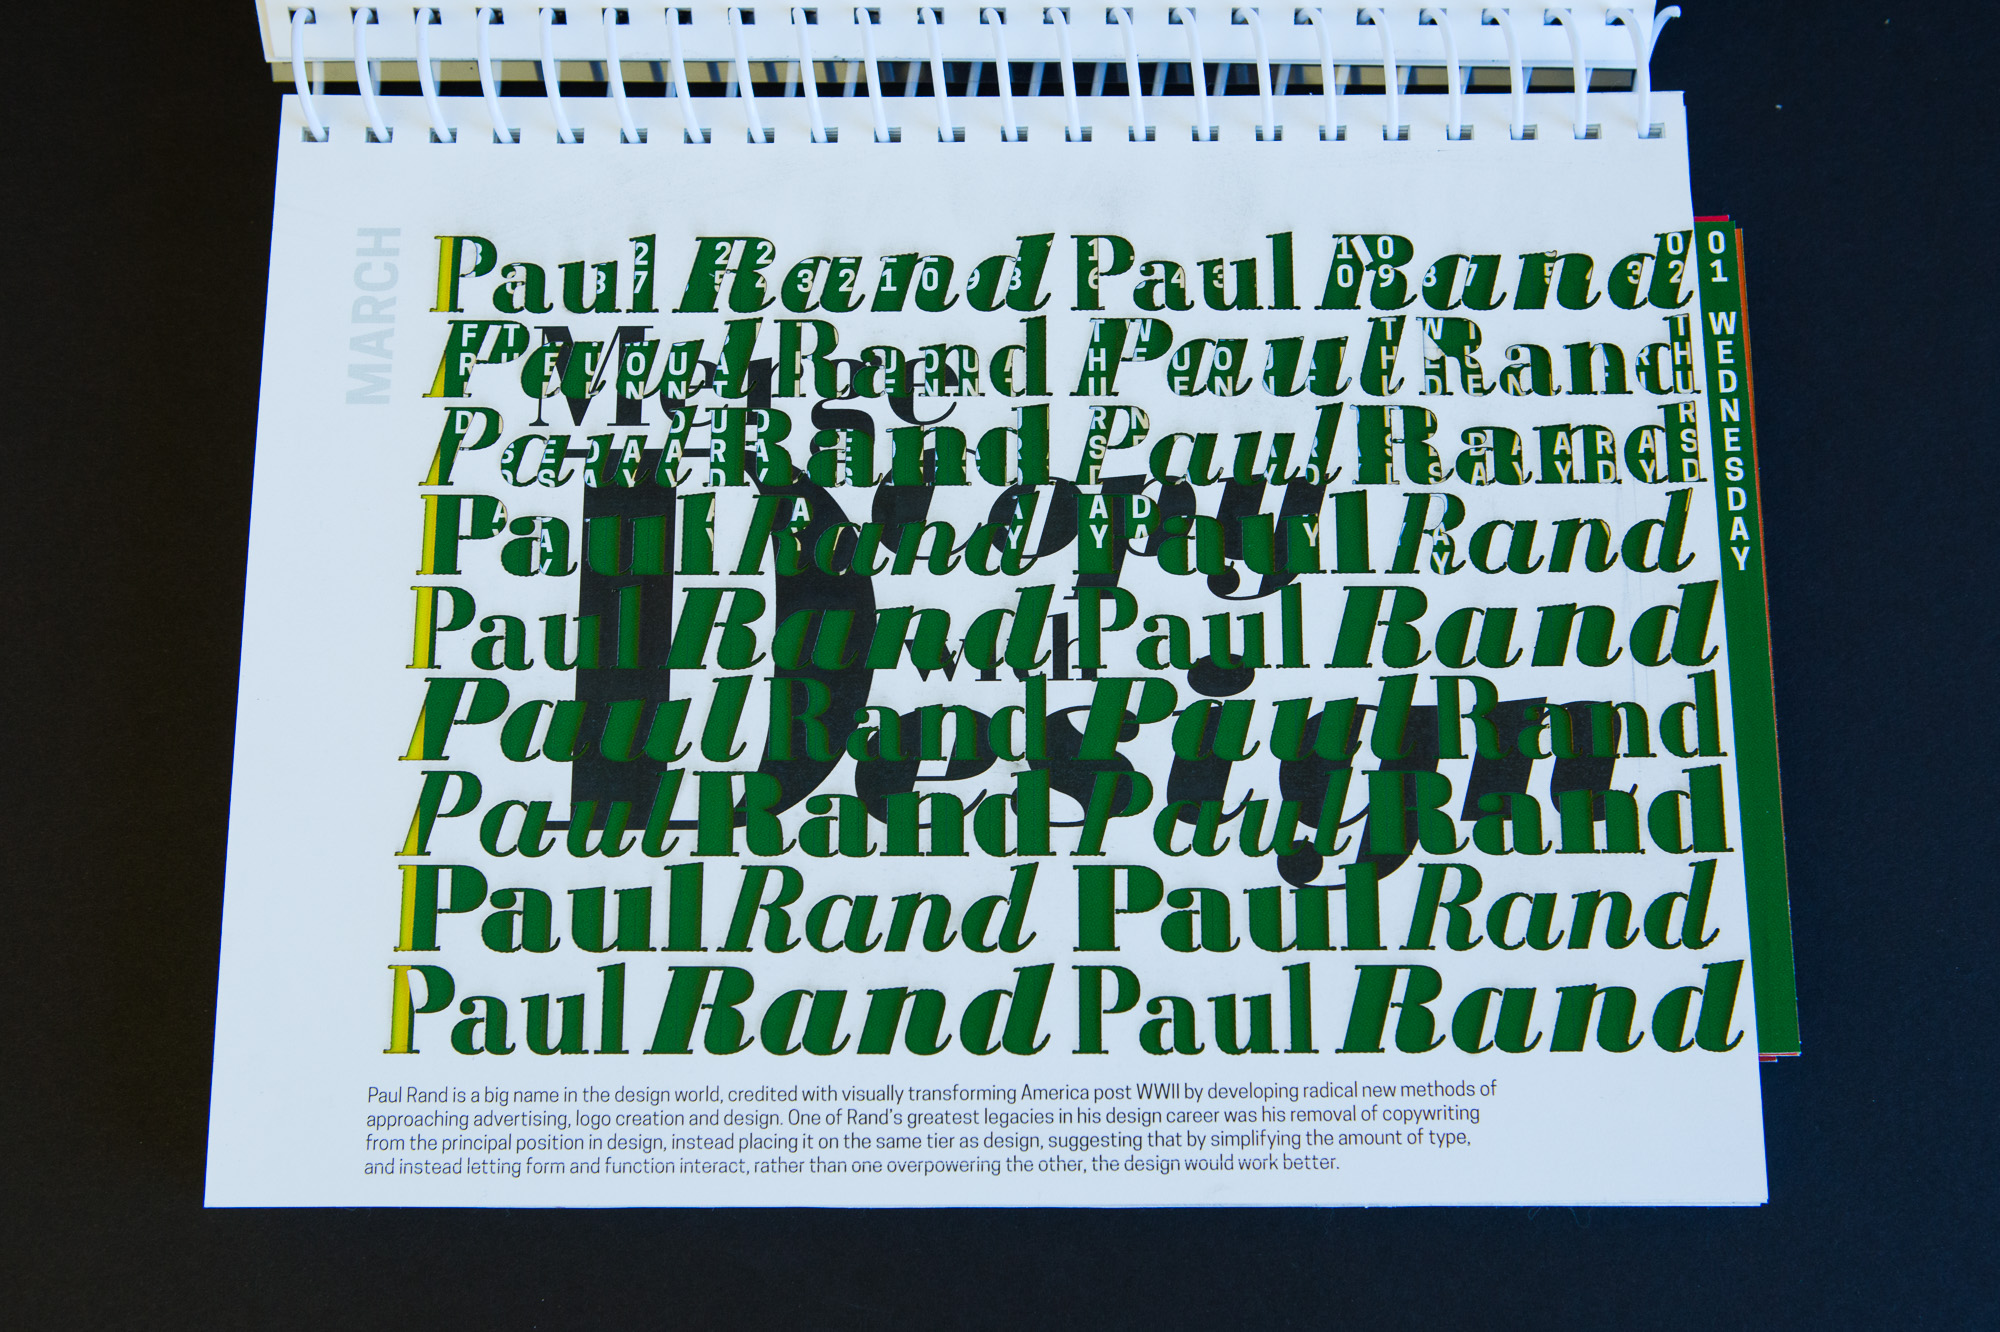 MARCH
Paul Rand Paul Rand
Paul Rand Paul Rand
Paul Rand Paul Rand
Paul Rand Paul Rand
Paul Rand Paul Rand
Paul Rand Paul Rand
Paul Rand Paul Rand
Paul Rand Paul Rand
Paul Rand Paul Rand
Merge
Copy
with
Design
01 WEDNESDAY
02 THURSDAY
Paul Rand is a big name in the design world, credited with visually transforming America post WWII by developing radical new methods of
approaching advertising, logo creation and design. One of Rand's greatest legacies in his design career was his removal of copywriting
from the principal position in design, instead placing it on the same tier as design, suggesting that by simplifying the amount of type,
and instead letting form and function interact, rather than one overpowering the other, the design would work better.